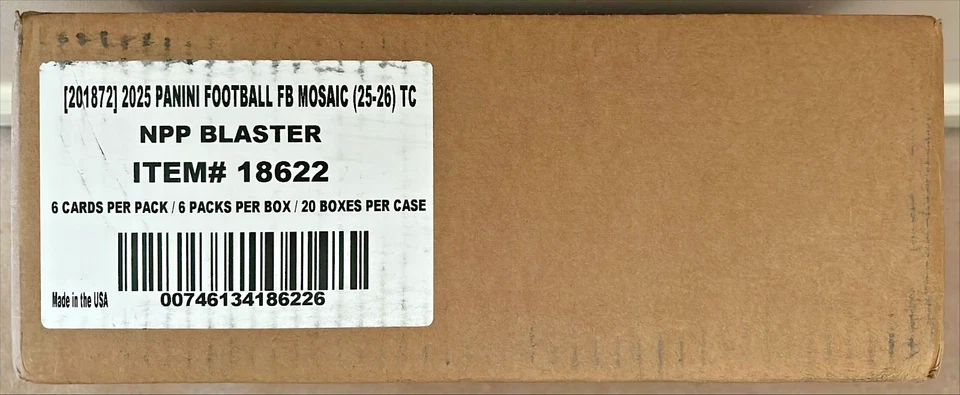 [201872] 2025 PANINI FOOTBALL FB MOSAIC (25-26) TC
NPP BLASTER
ITEM# 18622
6 CARDS PER PACK / 6 PACKS PER BOX / 20 BOXES PER CASE
Made in the USA
00746134186226